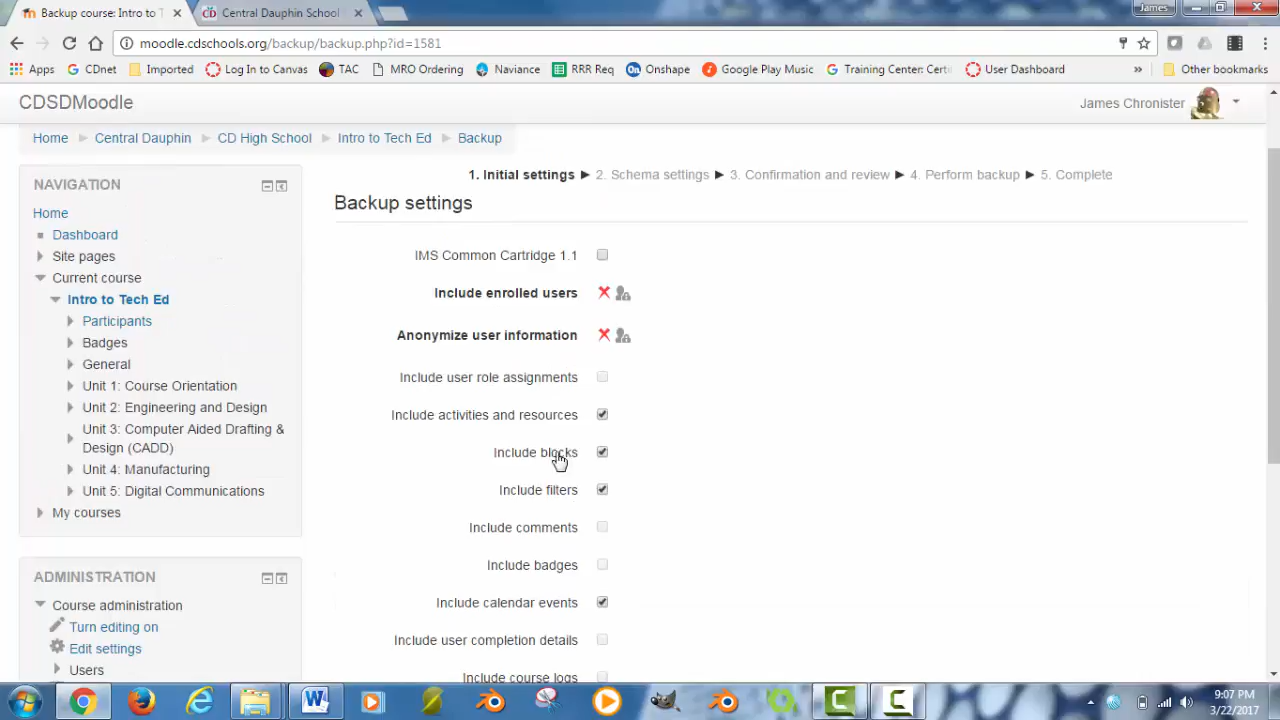 Backup course: Intro to T
Central Dauphin School
James
moodle.cdschools.org/backup/backup.php?id=1581
Apps
CDnet
Imported
Log In to Canvas
TAC
MRO Ordering
Naviance
RRR Req
Onshape
Google Play Music
Training Center: Certi
User Dashboard
»
Other bookmarks
CDSDMoodle
James Chronister
Home
Central Dauphin
CD High School
Intro to Tech Ed
Backup
NAVIGATION
Home
Dashboard
Site pages
Current course
Intro to Tech Ed
Participants
Badges
General
Unit 1: Course Orientation
Unit 2: Engineering and Design
Unit 3: Computer Aided Drafting &
Design (CADD)
Unit 4: Manufacturing
Unit 5: Digital Communications
My courses
ADMINISTRATION
Course administration
Turn editing on
Edit settings
Users
1. Initial settings ► 2. Schema settings ► 3. Confirmation and review ► 4. Perform backup ► 5. Complete
Backup settings
IMS Common Cartridge 1.1
Include enrolled users
Anonymize user information
Include user role assignments
Include activities and resources
Include blocks
Include filters
Include comments
Include badges
Include calendar events
Include user completion details
Include course logs
9:07 PM
3/22/2017